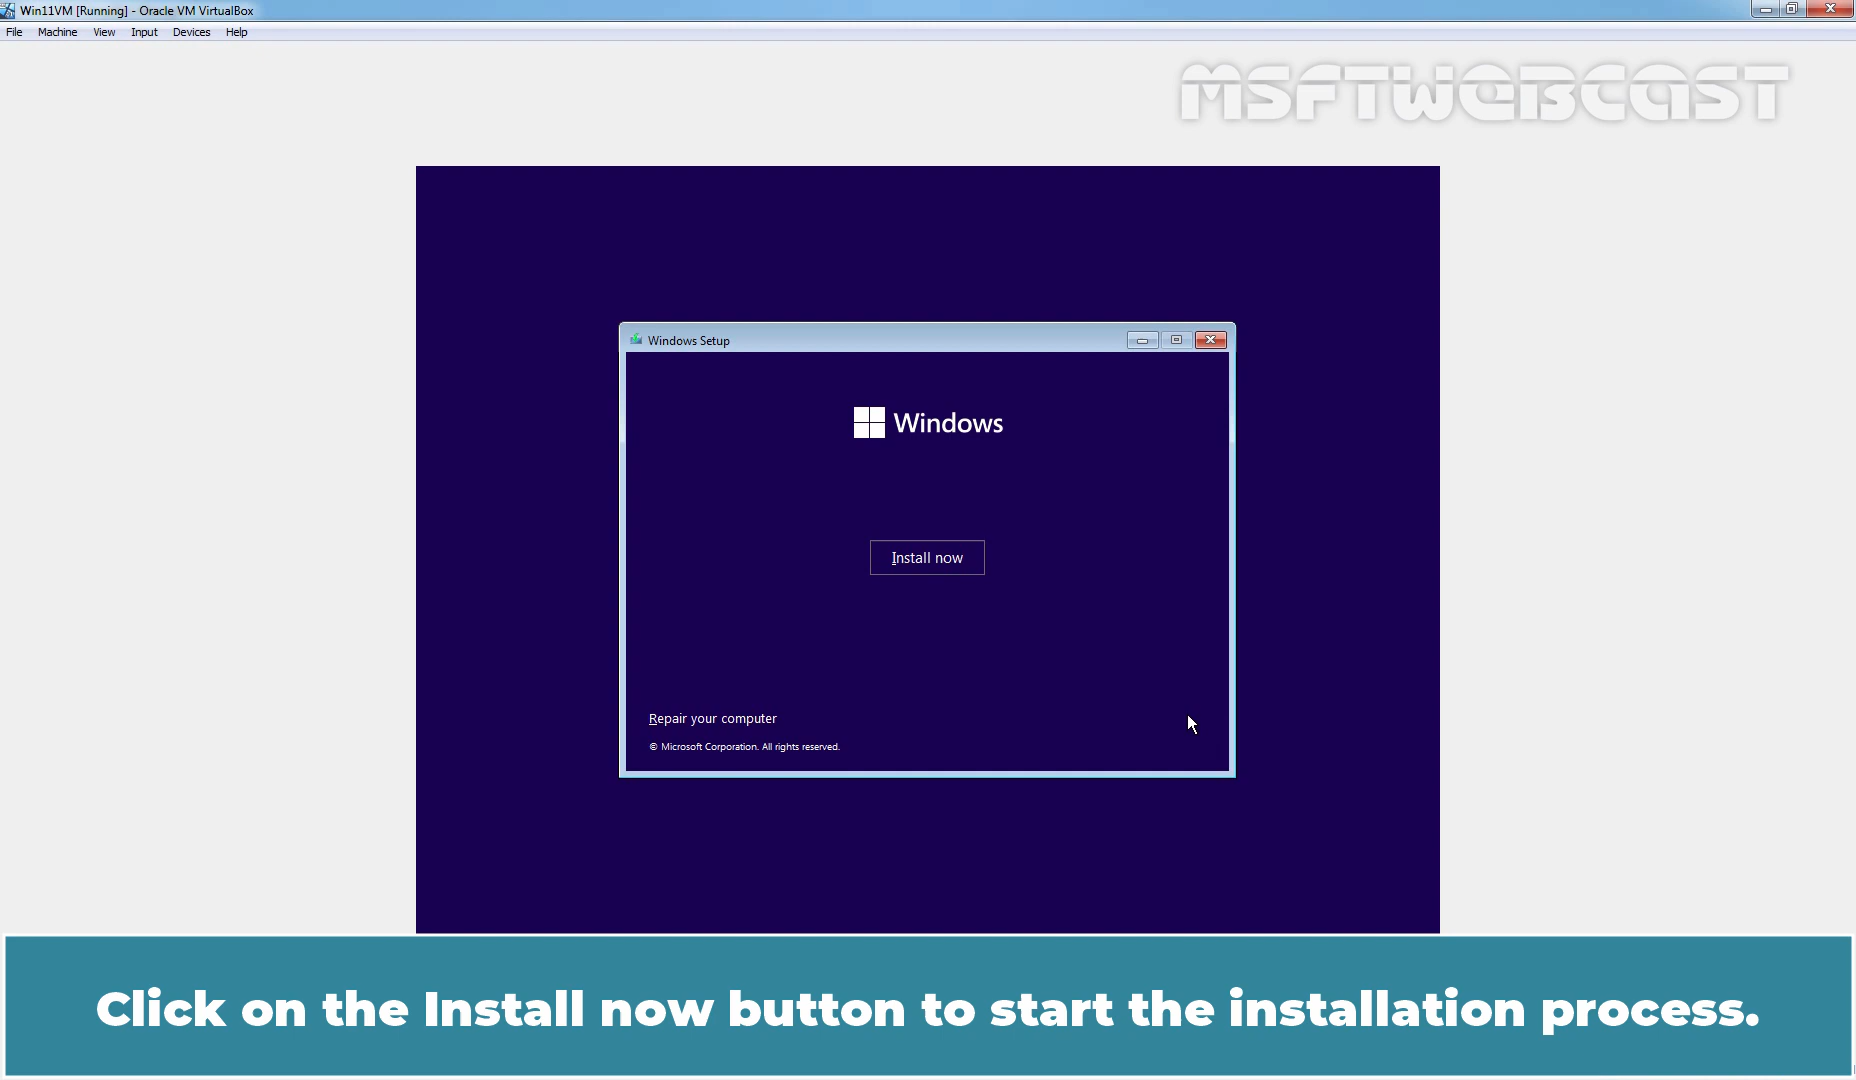 Win11VM [Running] - Oracle VM VirtualBox
File Machine View Input Devices Help
MSFTWEBCAST
Windows Setup
Windows
Install now
Repair your computer
© Microsoft Corporation. All rights reserved.
Click on the Install now button to start the installation process.